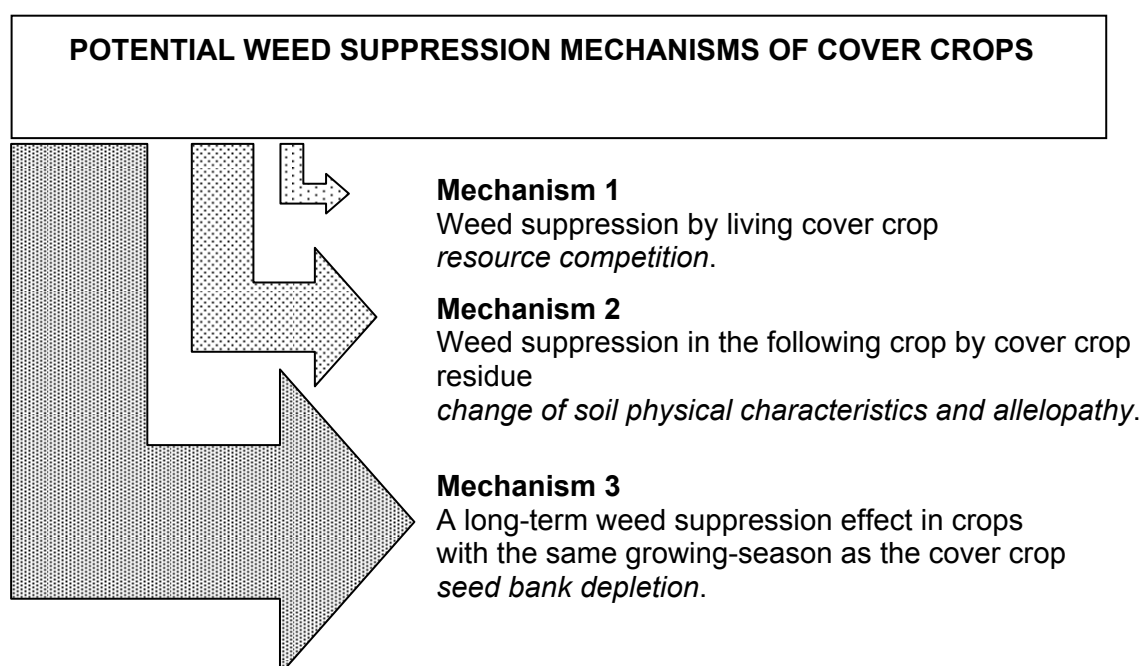 POTENTIAL WEED SUPPRESSION MECHANISMS OF COVER CROPS
Mechanism 1
Weed suppression by living cover crop
resource competition.
Mechanism 2
Weed suppression in the following crop by cover crop
residue
change of soil physical characteristics and allelopathy.
Mechanism 3
A long-term weed suppression effect in crops
with the same growing-season as the cover crop
seed bank depletion.